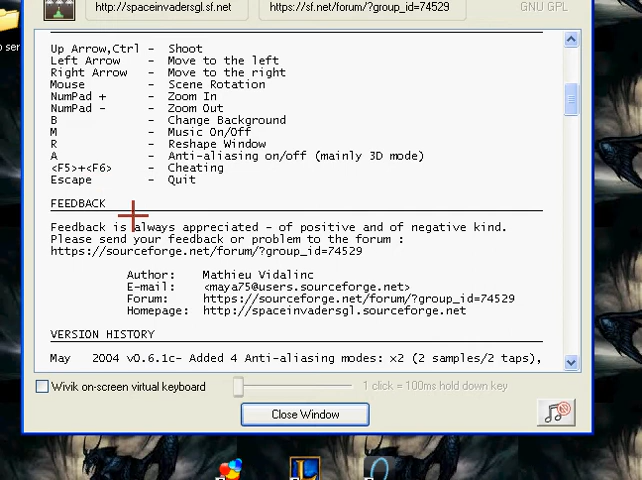 http://spaceinvadersgl.sf.net https://sf.net/forum/?group_id=74529 GNU GPL
Up Arrow,Ctrl - Shoot
Left Arrow - Move to the left
Right Arrow - Move to the right
Mouse - Scene Rotation
NumPad + - Zoom In
NumPad - - Zoom Out
B - Change Background
M - Music On/Off
R - Reshape Window
A - Anti-aliasing on/off (mainly 3D mode)
<F5>+<F6> - Cheating
Escape - Quit
FEEDBACK
Feedback is always appreciated - of positive and of negative kind.
Please send your feedback or problem to the forum :
https://sourceforge.net/forum/?group_id=74529
Author: Mathieu Vidalinc
E-mail: <maya75@users.sourceforge.net>
Forum: https://sourceforge.net/forum/?group_id=74529
Homepage: http://spaceinvadersgl.sourceforge.net
VERSION HISTORY
May 2004 v0.6.1c- Added 4 Anti-aliasing modes: x2 (2 samples/2 taps),
Wivik on-screen virtual keyboard 1 click = 100ms hold down key
Close Window